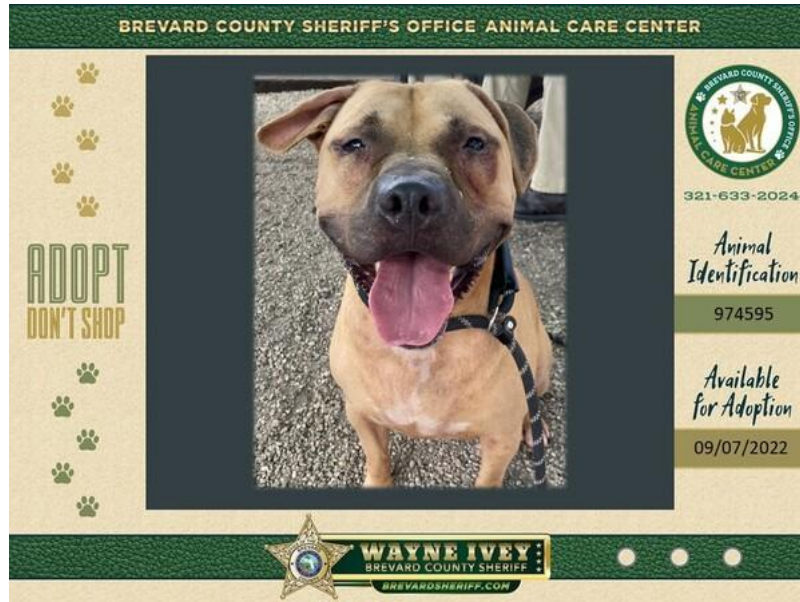 BREVARD COUNTY SHERIFF'S OFFICE ANIMAL CARE CENTER
BREVARD COUNTY SHERIFF'S OFFICE
ANIMAL CARE CENTER
321-633-2024
ADOPT
DON'T SHOP
Animal
Identification
974595
Available
for Adoption
09/07/2022
WAYNE IVEY
BREVARD COUNTY SHERIFF
BREVARDSHERIFF.COM